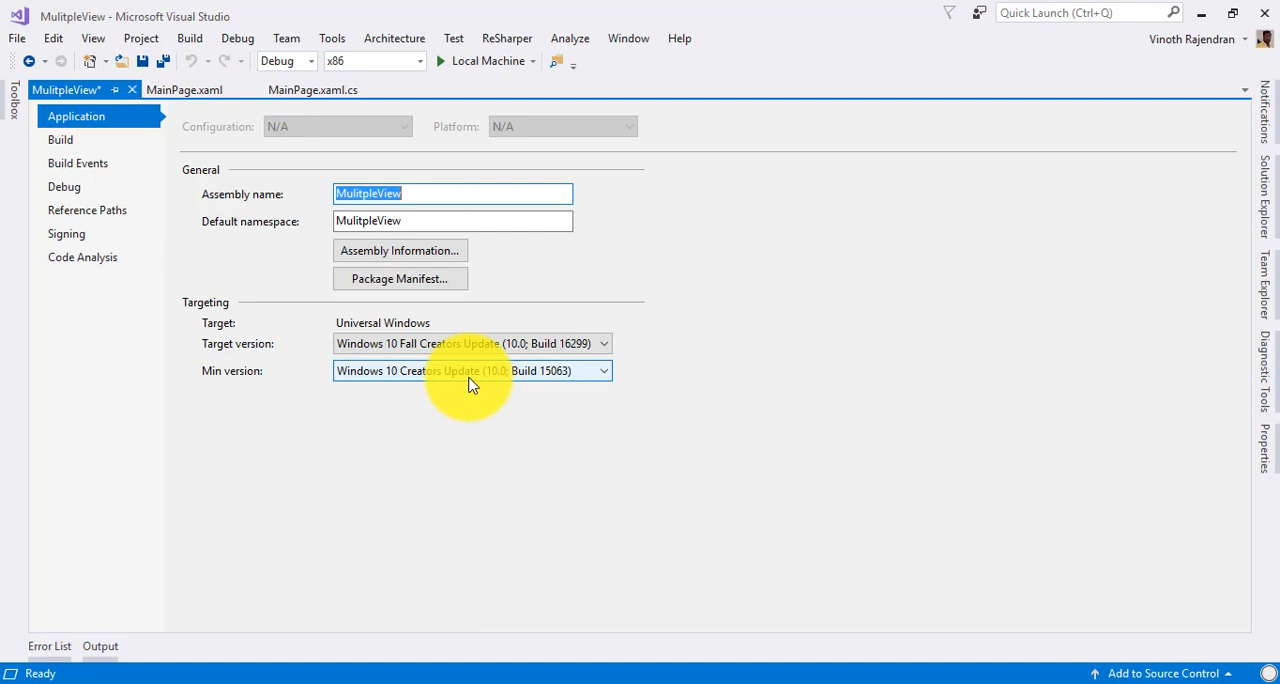 MulitpleView - Microsoft Visual Studio
Quick Launch (Ctrl+Q)
File Edit View Project Build Debug Team Tools Architecture Test ReSharper Analyze Window Help
Vinoth Rajendran
Debug x86 Local Machine
MulitpleView* MainPage.xaml MainPage.xaml.cs
Toolbox
Application
Build
Build Events
Debug
Reference Paths
Signing
Code Analysis
Configuration: N/A Platform: N/A
General
Assembly name: MulitpleView
Default namespace: MulitpleView
Assembly Information...
Package Manifest...
Targeting
Target: Universal Windows
Target version: Windows 10 Fall Creators Update (10.0; Build 16299)
Min version: Windows 10 Creators Update (10.0; Build 15063)
Notifications
Solution Explorer
Team Explorer
Diagnostic Tools
Properties
Error List Output
Ready
Add to Source Control